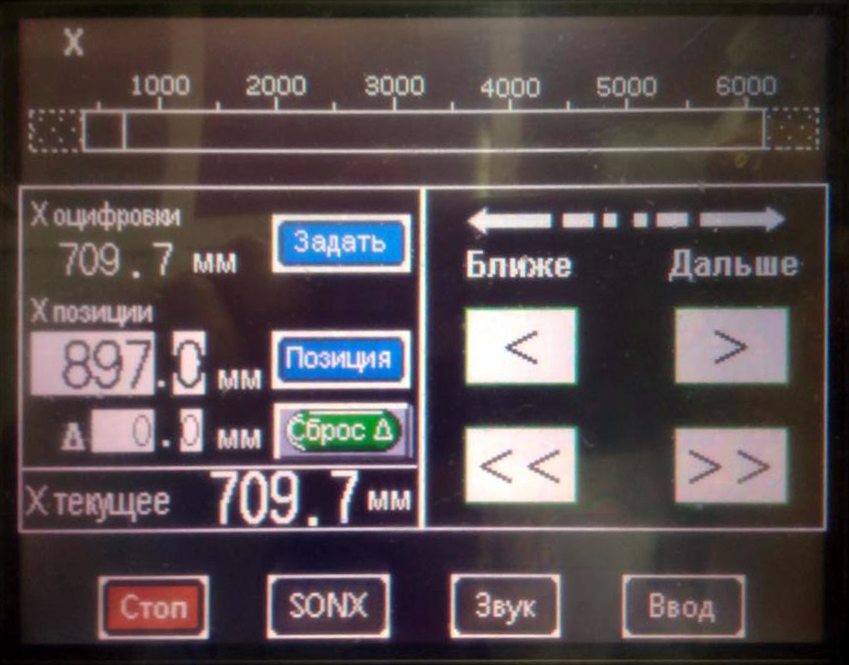 X
1000 2000 3000 4000 5000 6000
X оцифровки
709.7 мм
Задать
X позиции
897.0 мм
Позиция
Δ 0.0 мм
Сброс Δ
X текущее 709.7 мм
Ближе Дальше
< >
<< >>
Стоп SONX Звук Ввод